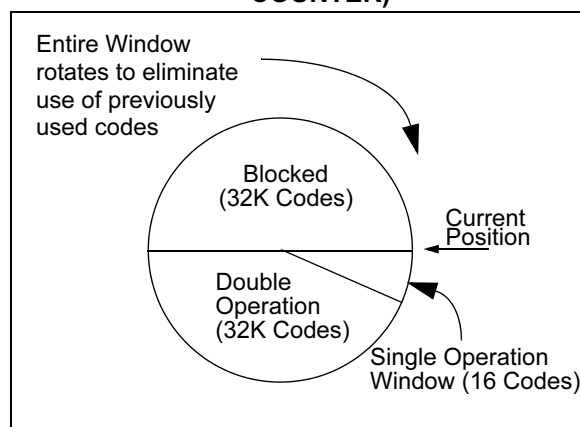 COUNTER)
Entire Window
rotates to eliminate
use of previously
used codes
Blocked
(32K Codes)
Current
Position
Double
Operation
(32K Codes)
Single Operation
Window (16 Codes)